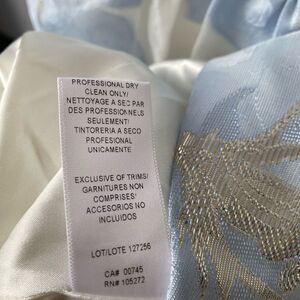 PROFESSIONAL DRY
CLEAN ONLY/
NETTOYAGE A SEC PAR
DES PROFESSIONNELS
SEULEMENT/
TINTORERIA A SECO
PROFESIONAL
UNICAMENTE
EXCLUSIVE OF TRIMS/
GARNITURES NON
COMPRISES/
ACCESORIOS NO
INCLUIDOS
LOT/LOTE 127256
CA# 00745
RN# 105272